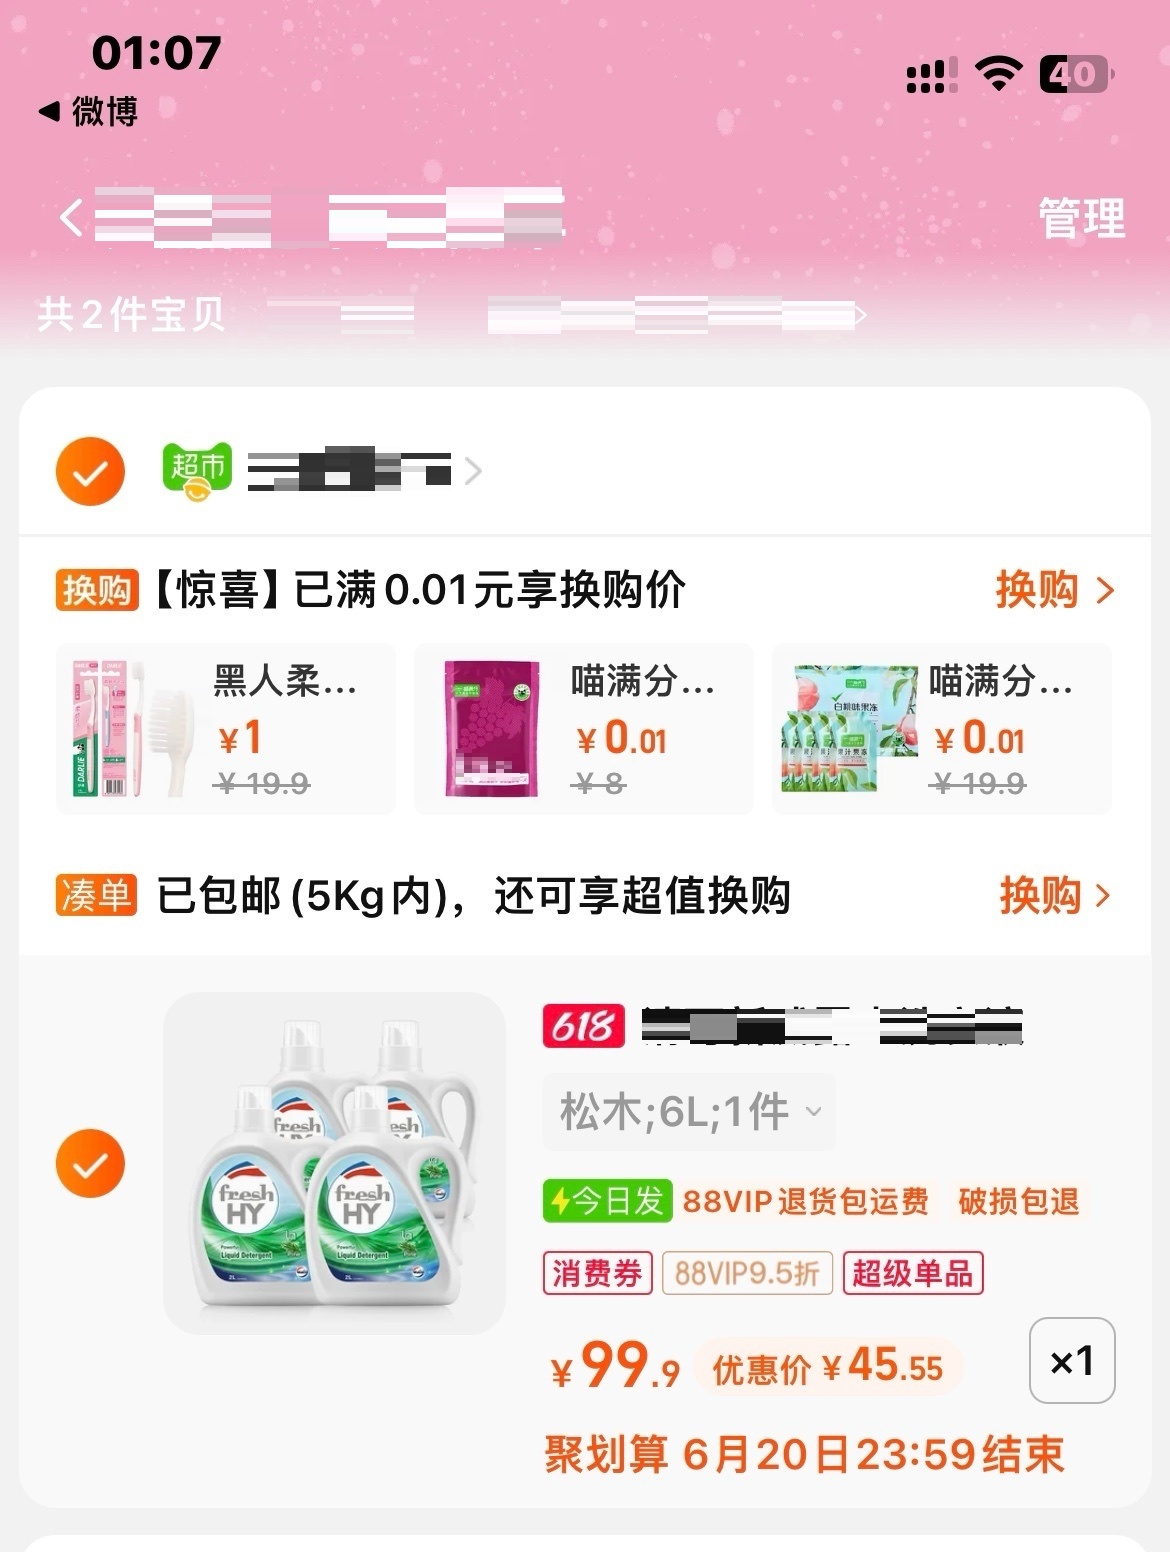 01:07
40
微博
管理
共2件宝贝
超市
换购【惊喜】已满0.01元享换购价 换购
黑人柔... 喵满分... 喵满分...
¥1 ¥0.01 ¥0.01
¥19.9 ¥8 ¥19.9
DARLIE
白桃味果冻
凑单 已包邮(5Kg内)，还可享超值换购 换购
618
松木;6L;1件
今日发 88VIP退货包运费 破损包退
消费券 88VIP9.5折 超级单品
¥99.9 优惠价¥45.55 ×1
聚划算 6月20日23:59结束
fresh
fresh HY
Powerful
Liquid Detergent
2L
fresh HY
Powerful
Liquid Detergent
2L